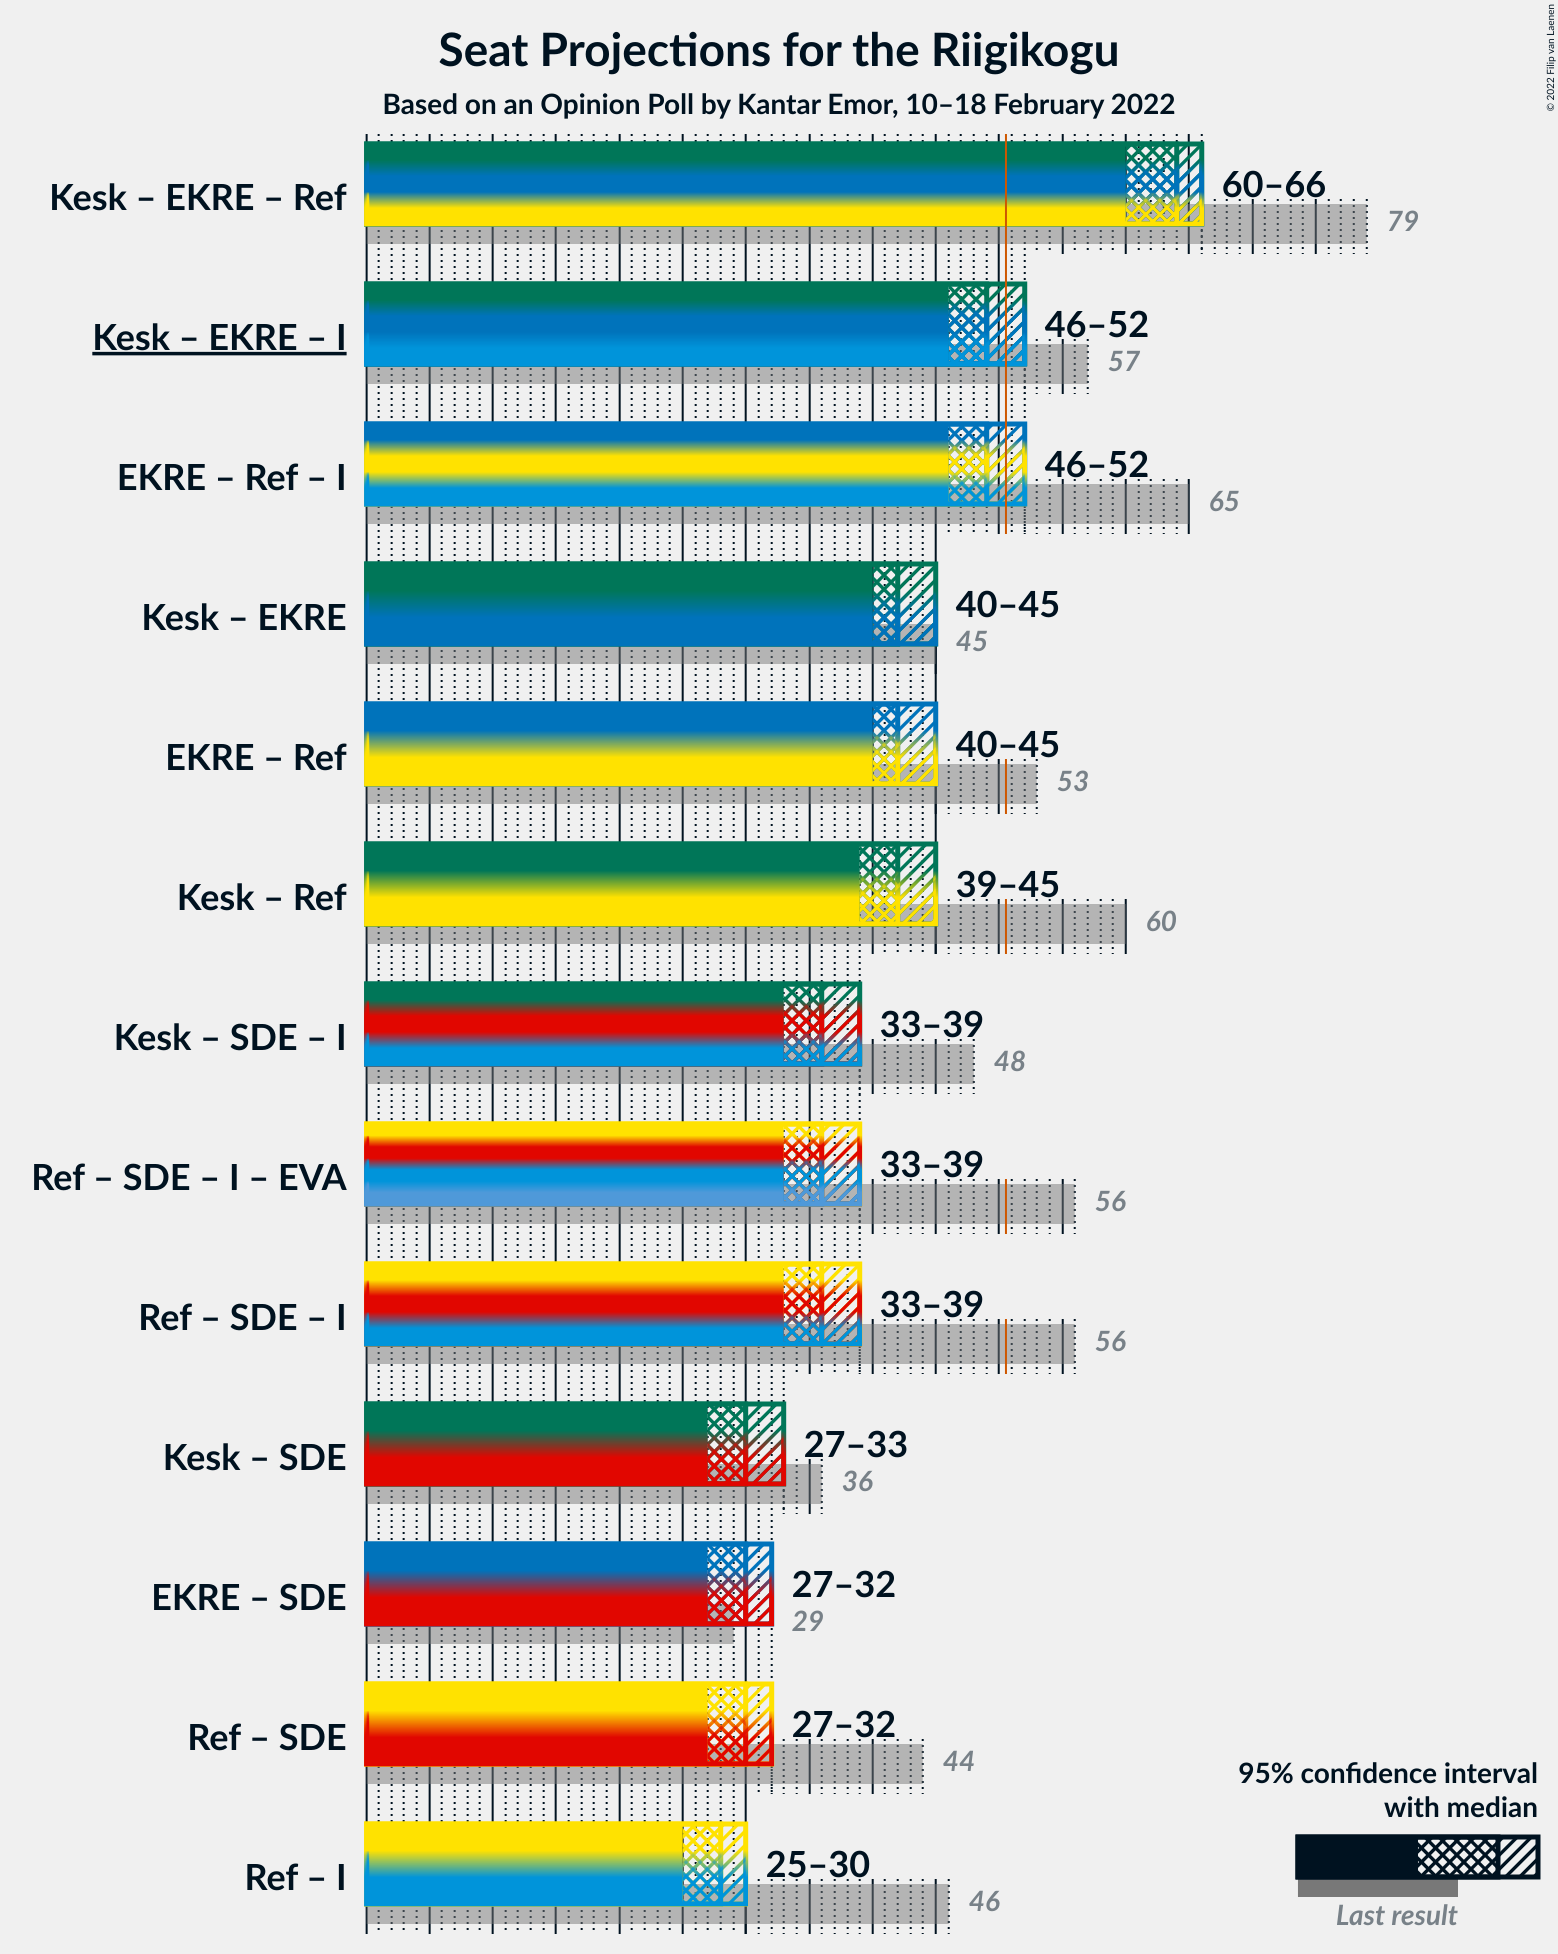 Seat Projections for the Riigikogu
Based on an Opinion Poll by Kantar Emor, 10–18 February 2022
© 2022 Filip van Laenen
Kesk – EKRE – Ref
60–66
79
Kesk – EKRE – I
46–52
57
EKRE – Ref – I
46–52
65
Kesk – EKRE
40–45
45
EKRE – Ref
40–45
53
Kesk – Ref
39–45
60
Kesk – SDE – I
33–39
48
Ref – SDE – I – EVA
33–39
56
Ref – SDE – I
33–39
56
Kesk – SDE
27–33
36
EKRE – SDE
27–32
29
Ref – SDE
27–32
44
Ref – I
25–30
46
95% confidence interval
with median
Last result